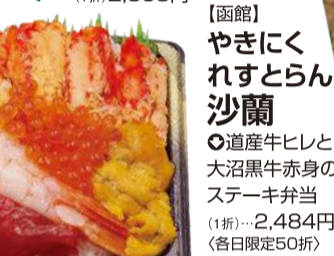 【函館】
やきにく
れすとらん
沙蘭
✪道産牛ヒレと
大沼黒牛赤身の
ステーキ弁当
(1折)…2,484円
〈各日限定50折〉